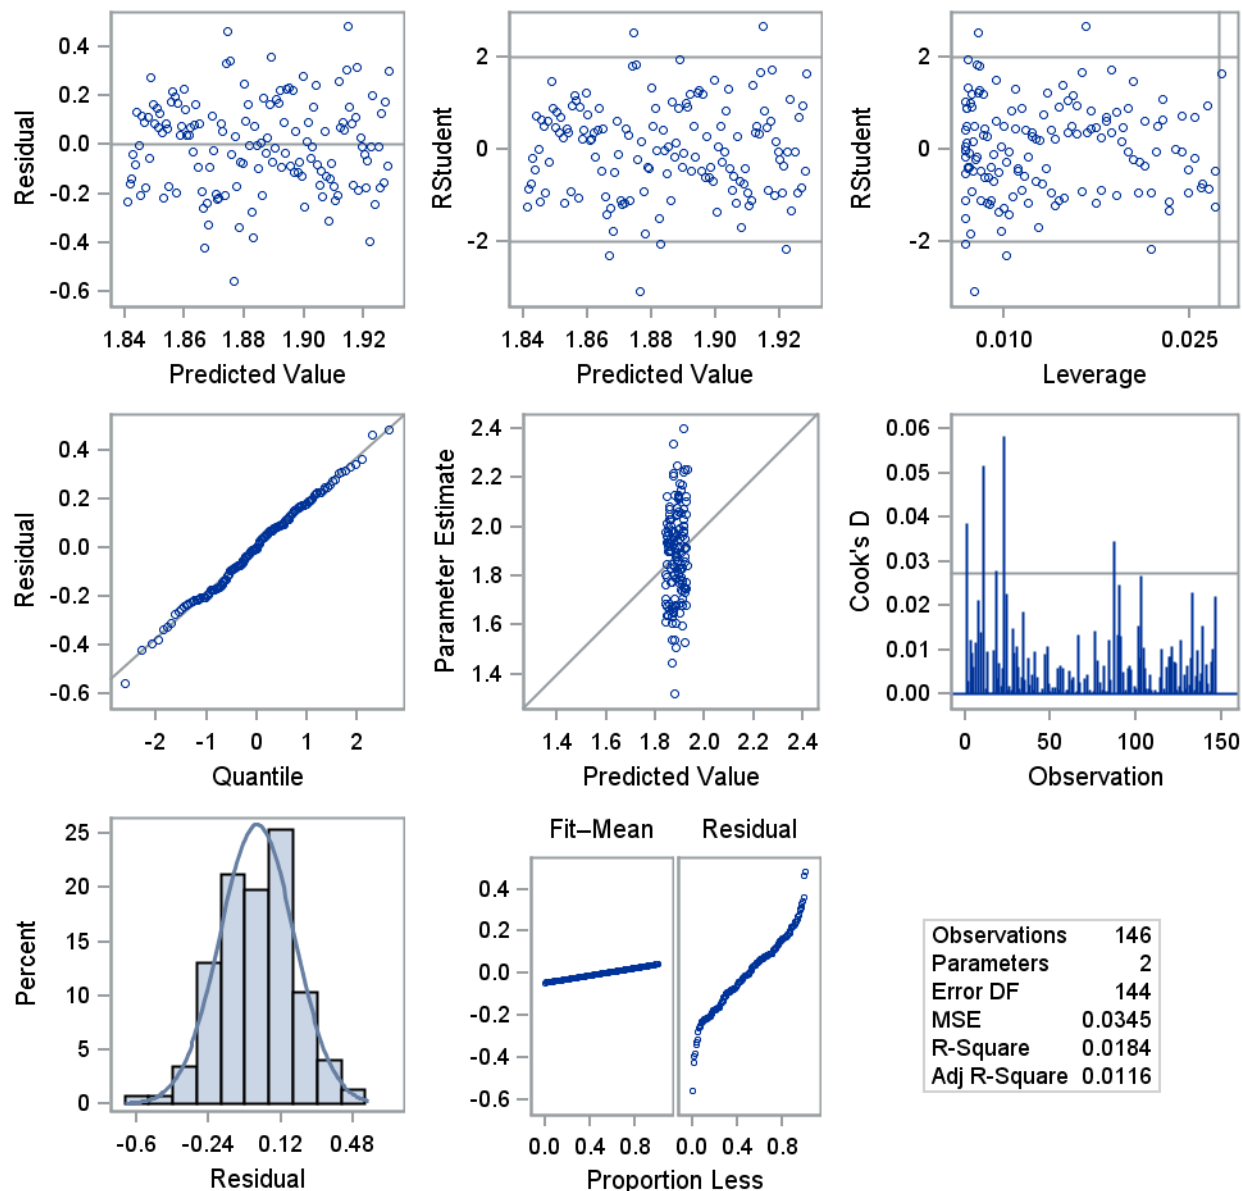 0.4
0.2
0.0
-0.2
-0.4
-0.6
Residual
1.84 1.86 1.88 1.90 1.92
Predicted Value
2
0
-2
RStudent
1.84 1.86 1.88 1.90 1.92
Predicted Value
2
0
-2
RStudent
0.010 0.025
Leverage
0.4
0.2
0.0
-0.2
-0.4
-0.6
Residual
-2 -1 0 1 2
Quantile
2.4
2.2
2.0
1.8
1.6
1.4
Parameter Estimate
1.4 1.6 1.8 2.0 2.2 2.4
Predicted Value
0.06
0.05
0.04
0.03
0.02
0.01
0.00
Cook's D
0 50 100 150
Observation
25
20
15
10
5
0
Percent
-0.6 -0.24 0.12 0.48
Residual
Fit–Mean Residual
0.4
0.2
0.0
-0.2
-0.4
-0.6
0.0 0.4 0.8 0.0 0.4 0.8
Proportion Less
Observations 146
Parameters 2
Error DF 144
MSE 0.0345
R-Square 0.0184
Adj R-Square 0.0116